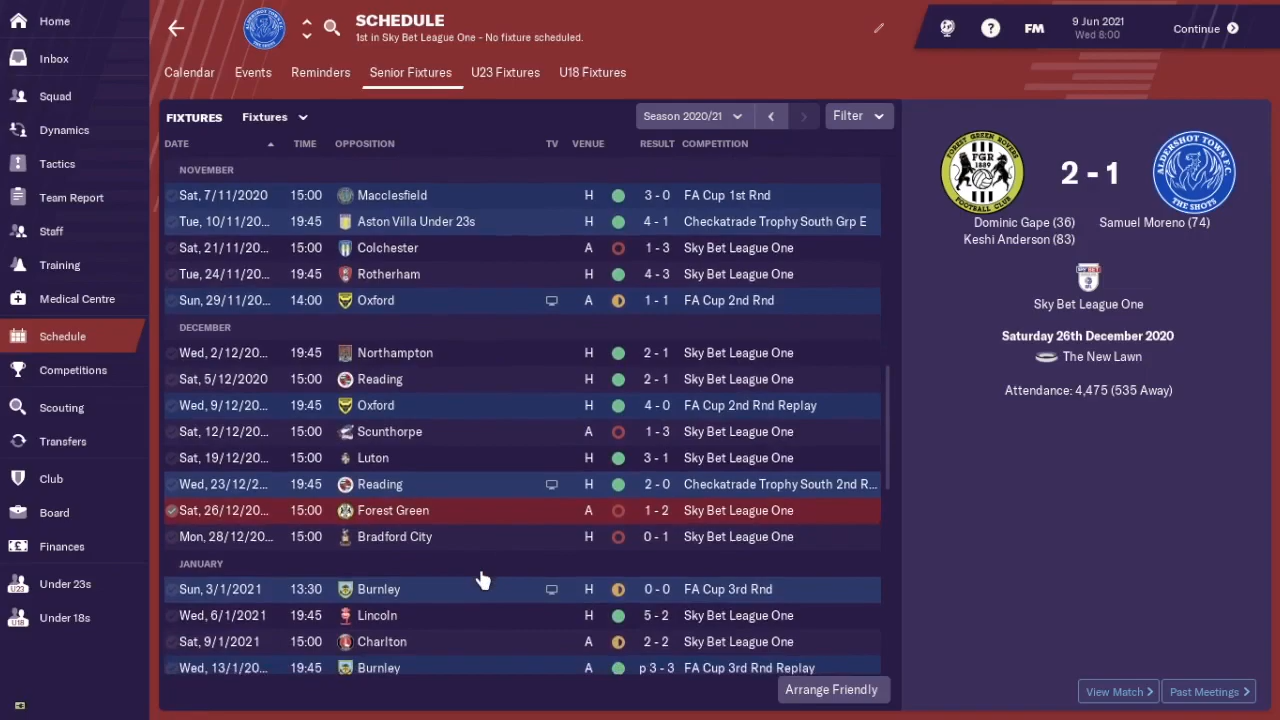 Home
Inbox
Squad
Dynamics
Tactics
Team Report
Staff
Training
Medical Centre
Schedule
Competitions
Scouting
Transfers
Club
Board
Finances
U23 Under 23s
U18 Under 18s
SCHEDULE
1st in Sky Bet League One - No fixture scheduled.
? FM 9 Jun 2021 Continue
Wed 8:00
Calendar Events Reminders Senior Fixtures U23 Fixtures U18 Fixtures
FIXTURES Fixtures Season 2020/21 Filter
DATE TIME OPPOSITION TV VENUE RESULT COMPETITION
NOVEMBER
Sat, 7/11/2020 15:00 Macclesfield H 3 - 0 FA Cup 1st Rnd
Tue, 10/11/20... 19:45 Aston Villa Under 23s H 4 - 1 Checkatrade Trophy South Grp E
Sat, 21/11/20... 15:00 Colchester A 1 - 3 Sky Bet League One
Tue, 24/11/20... 19:45 Rotherham H 4 - 3 Sky Bet League One
Sun, 29/11/20... 14:00 Oxford A 1 - 1 FA Cup 2nd Rnd
DECEMBER
Wed, 2/12/20... 19:45 Northampton H 2 - 1 Sky Bet League One
Sat, 5/12/2020 15:00 Reading H 2 - 1 Sky Bet League One
Wed, 9/12/20... 19:45 Oxford H 4 - 0 FA Cup 2nd Rnd Replay
Sat, 12/12/20... 15:00 Scunthorpe A 1 - 3 Sky Bet League One
Sat, 19/12/20... 15:00 Luton H 3 - 1 Sky Bet League One
Wed, 23/12/2... 19:45 Reading H 2 - 0 Checkatrade Trophy South 2nd R...
Sat, 26/12/20... 15:00 Forest Green A 1 - 2 Sky Bet League One
Mon, 28/12/20... 15:00 Bradford City H 0 - 1 Sky Bet League One
JANUARY
Sun, 3/1/2021 13:30 Burnley H 0 - 0 FA Cup 3rd Rnd
Wed, 6/1/2021 19:45 Lincoln H 5 - 2 Sky Bet League One
Sat, 9/1/2021 15:00 Charlton A 2 - 2 Sky Bet League One
Wed, 13/1/20... 19:45 Burnley A p 3 - 3 FA Cup 3rd Rnd Replay
Arrange Friendly
FOREST GREEN ROVERS
FGR
1889
FOOTBALL CLUB
2 - 1
ALDERSHOT TOWN F.C.
THE SHOTS
Dominic Gape (36) Samuel Moreno (74)
Keshi Anderson (83)
SKY BET
Sky Bet League One
Saturday 26th December 2020
The New Lawn
Attendance: 4,475 (535 Away)
View Match Past Meetings